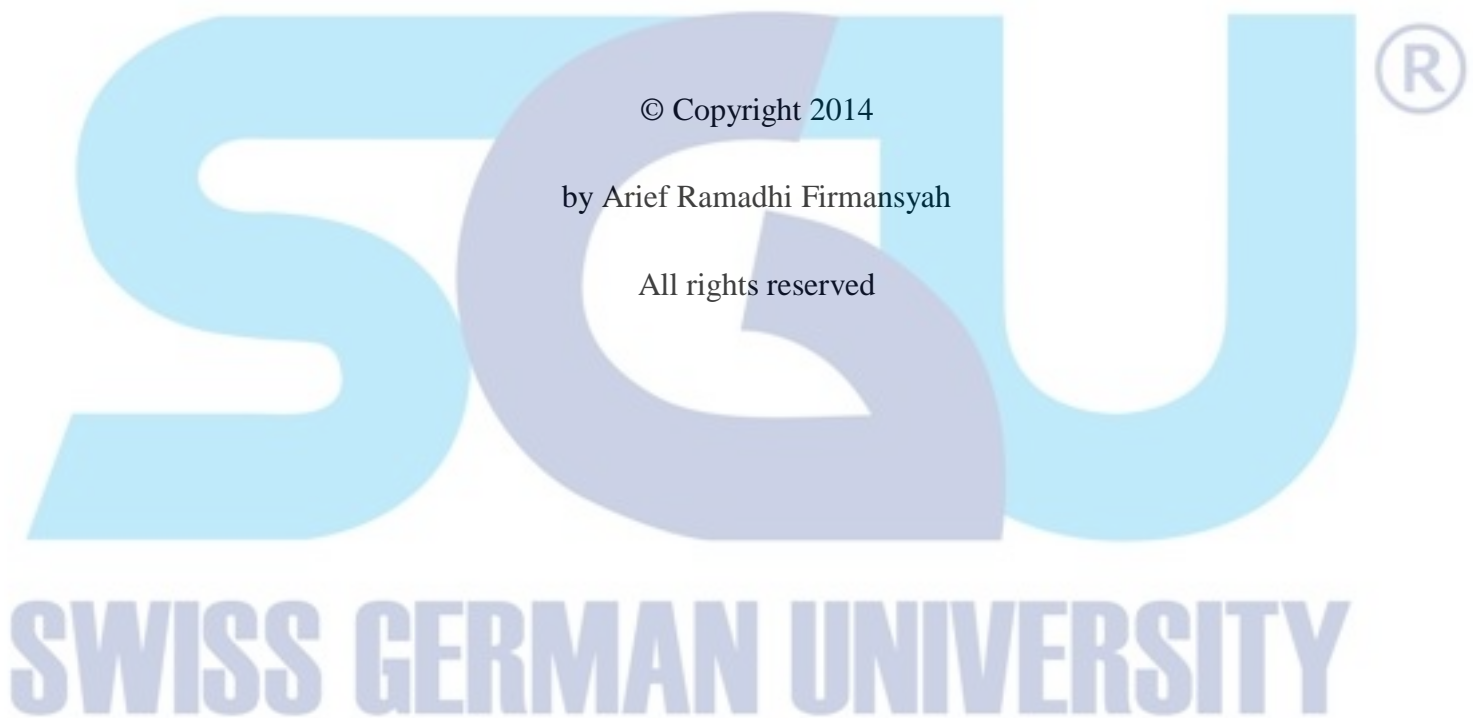 SGU ®
© Copyright 2014
by Arief Ramadhi Firmansyah
All rights reserved
SWISS GERMAN UNIVERSITY